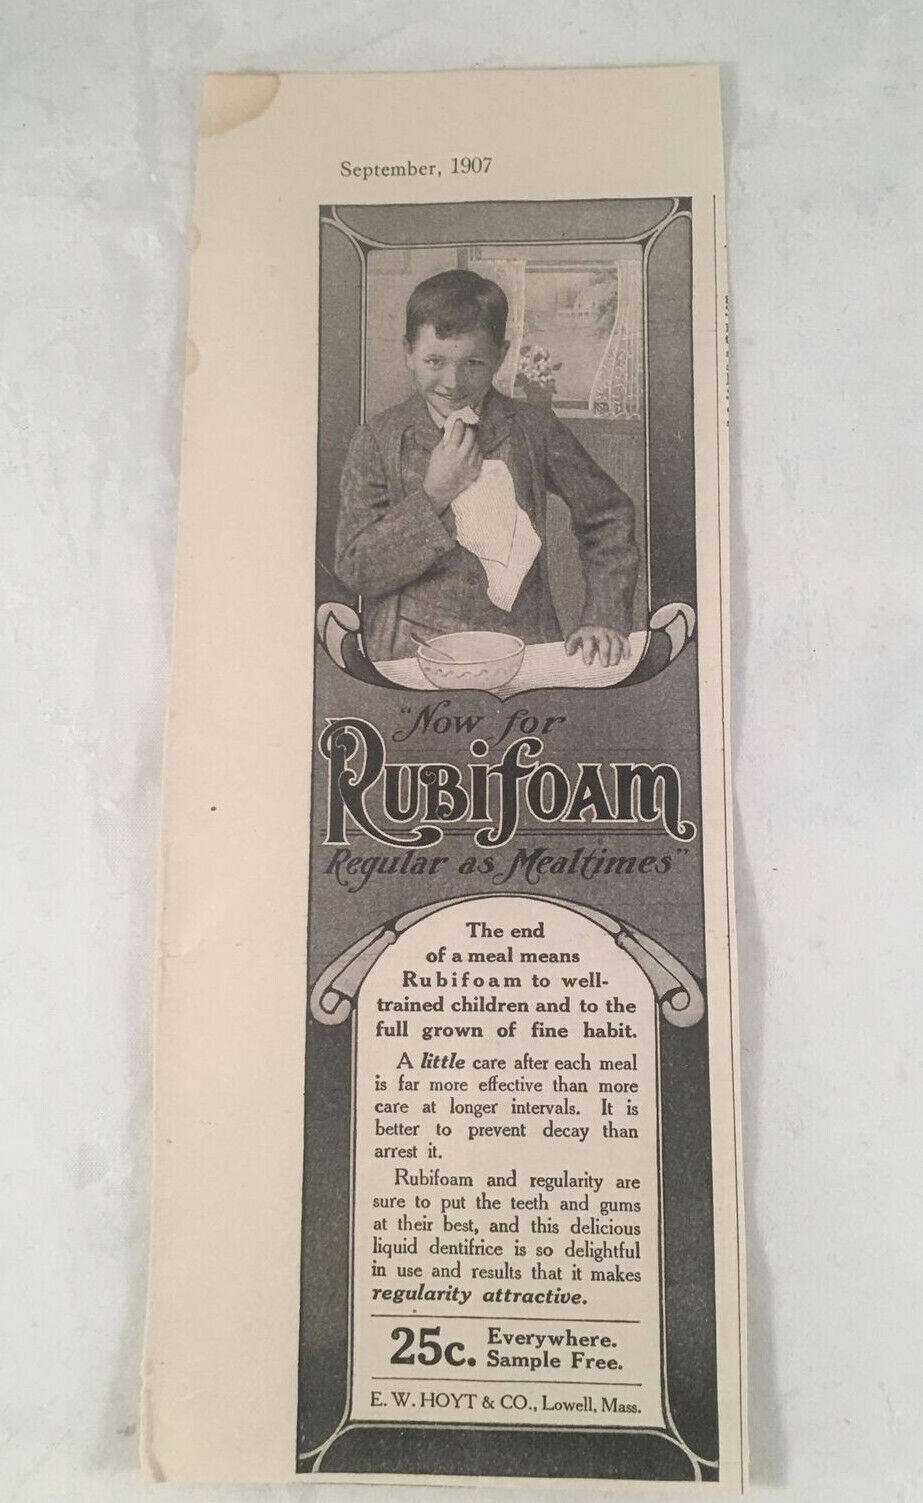 September, 1907
"Now for
RUBIFOAM
Regular as Mealtimes"
The end
of a meal means
Rubifoam to well-
trained children and to the
full grown of fine habit.
A little care after each meal
is far more effective than more
care at longer intervals. It is
better to prevent decay than
arrest it.
Rubifoam and regularity are
sure to put the teeth and gums
at their best, and this delicious
liquid dentifrice is so delightful
in use and results that it makes
regularity attractive.
25c. Everywhere.
Sample Free.
E. W. HOYT & CO., Lowell, Mass.